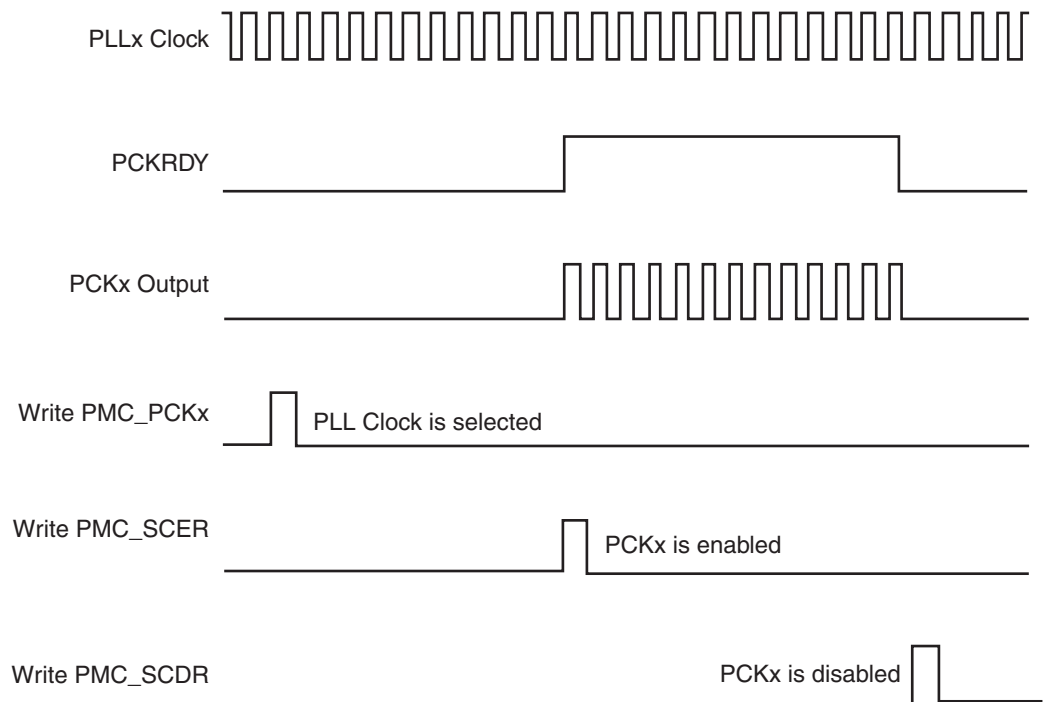 PLLx Clock
PCKRDY
PCKx Output
Write PMC_PCKx
PLL Clock is selected
Write PMC_SCER
PCKx is enabled
Write PMC_SCDR
PCKx is disabled